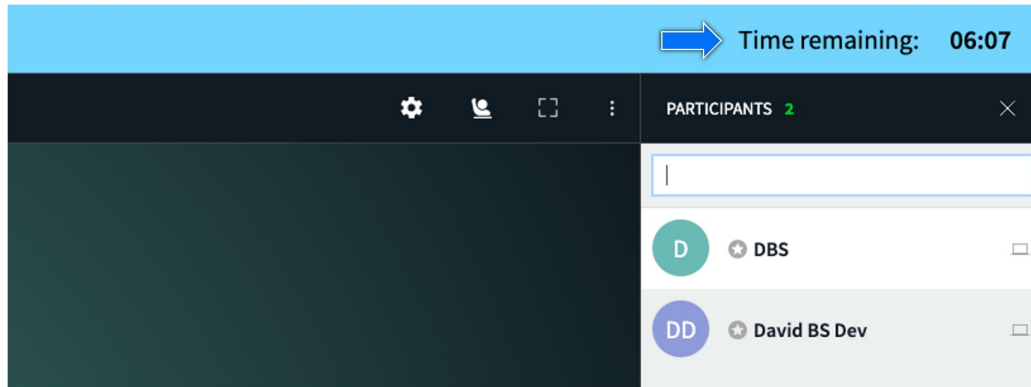 Time remaining: 06:07
PARTICIPANTS 2
D DBS
DD David BS Dev